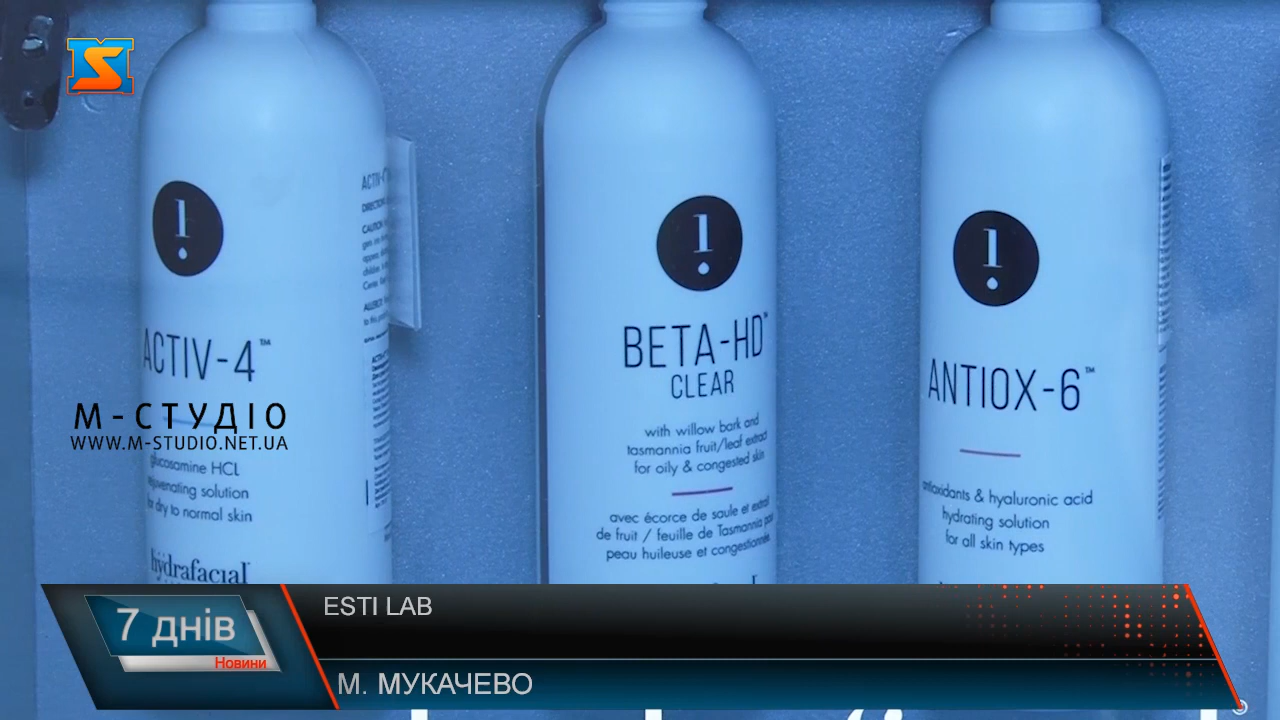 ACTIV-4™
glucosamine HCL
rejuvenating solution
for dry to normal skin
hydrafacial
ACTIV-4
CAUTION
BETA-HD™
CLEAR
with willow bark and
tasmannia fruit/leaf extract
for oily & congested skin
avec écorce de saule et extrait
de fruit / feuille de Tasmannia pour
peau huileuse et congestionnée
ANTIOX-6™
antioxidants & hyaluronic acid
hydrating solution
for all skin types
М-СТУДІО
WWW.M-STUDIO.NET.UA
7 днів
Новини
ESTI LAB
М. МУКАЧЕВО